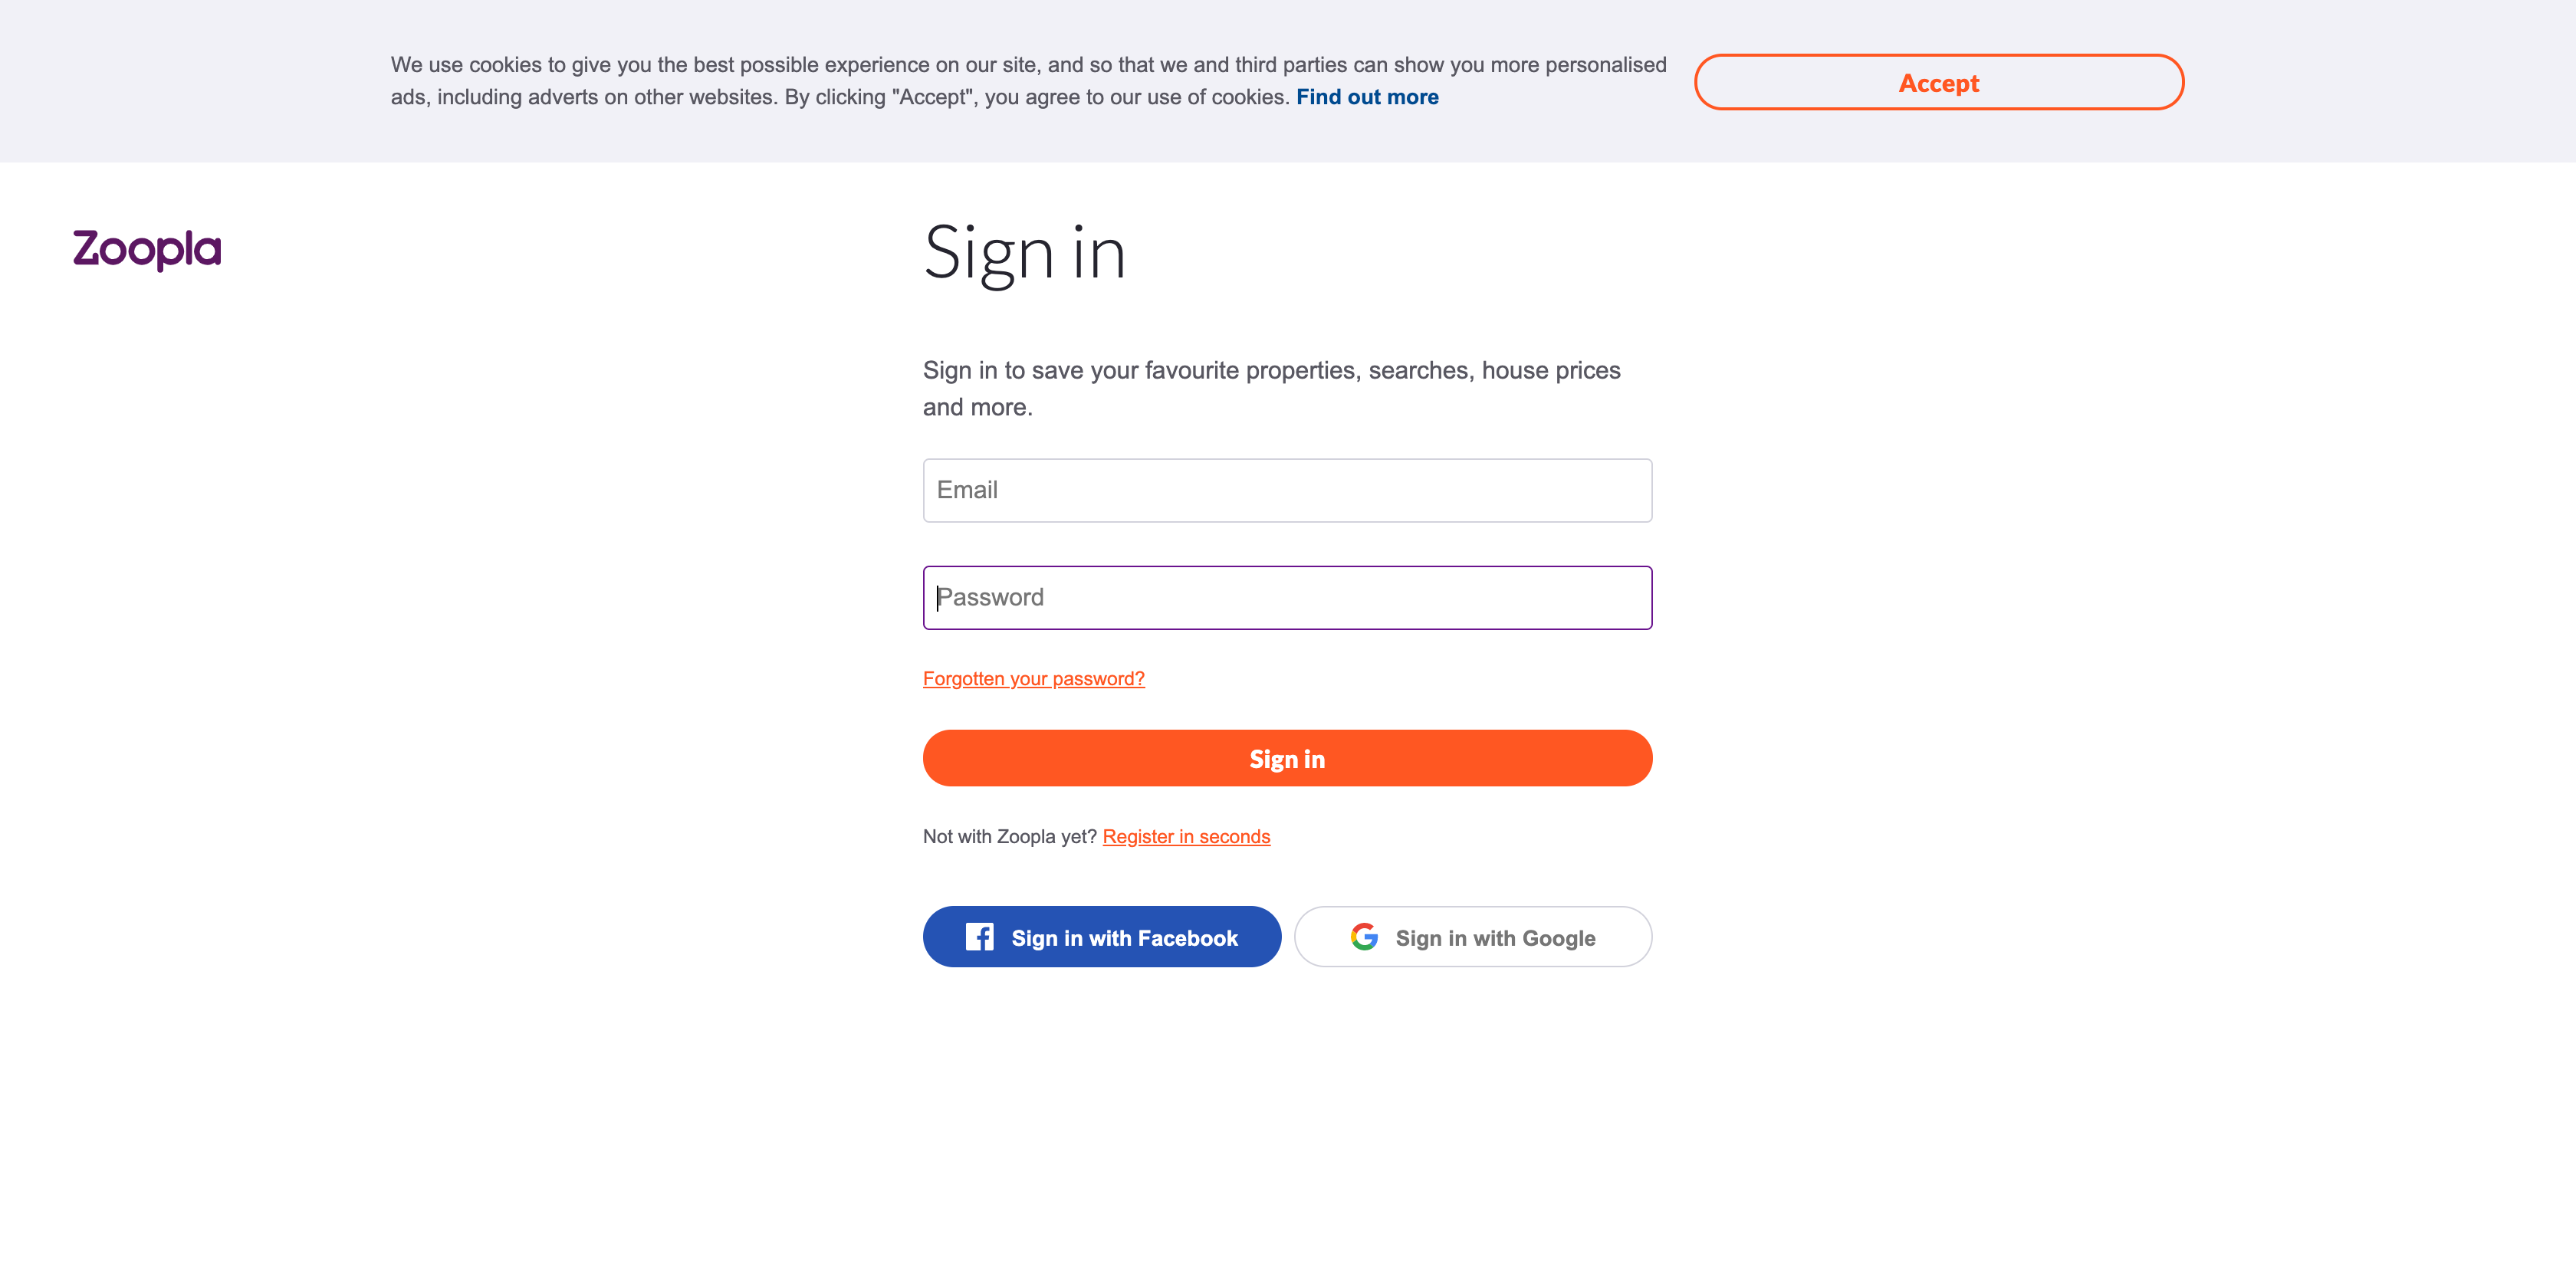 We use cookies to give you the best possible experience on our site, and so that we and third parties can show you more personalised
ads, including adverts on other websites. By clicking "Accept", you agree to our use of cookies. Find out more
Accept
Zoopla
Sign in
Sign in to save your favourite properties, searches, house prices
and more.
Email
Password
Forgotten your password?
Sign in
Not with Zoopla yet? Register in seconds
Sign in with Facebook
Sign in with Google